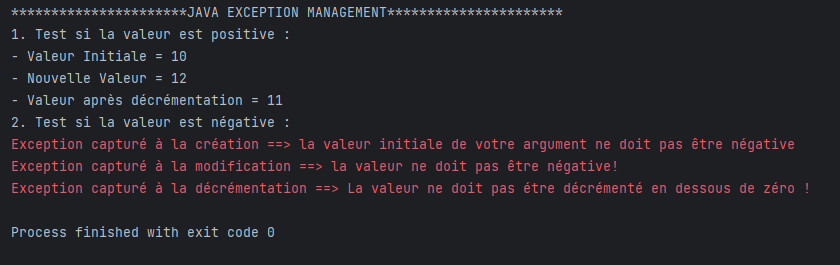 **********************JAVA EXCEPTION MANAGEMENT**********************
1. Test si la valeur est positive :
- Valeur Initiale = 10
- Nouvelle Valeur = 12
- Valeur après décrémentation = 11
2. Test si la valeur est négative :
Exception capturé à la création ==> la valeur initiale de votre argument ne doit pas être négative
Exception capturé à la modification ==> la valeur ne doit pas être négative!
Exception capturé à la décrémentation ==> La valeur ne doit pas étre décrémenté en dessous de zéro !
Process finished with exit code 0